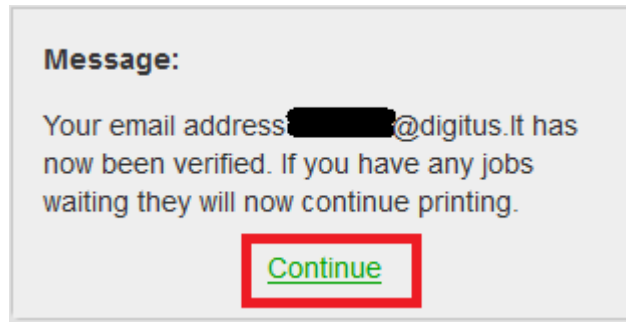 Message:
Your email address @digitus.lt has
now been verified. If you have any jobs
waiting they will now continue printing.
Continue